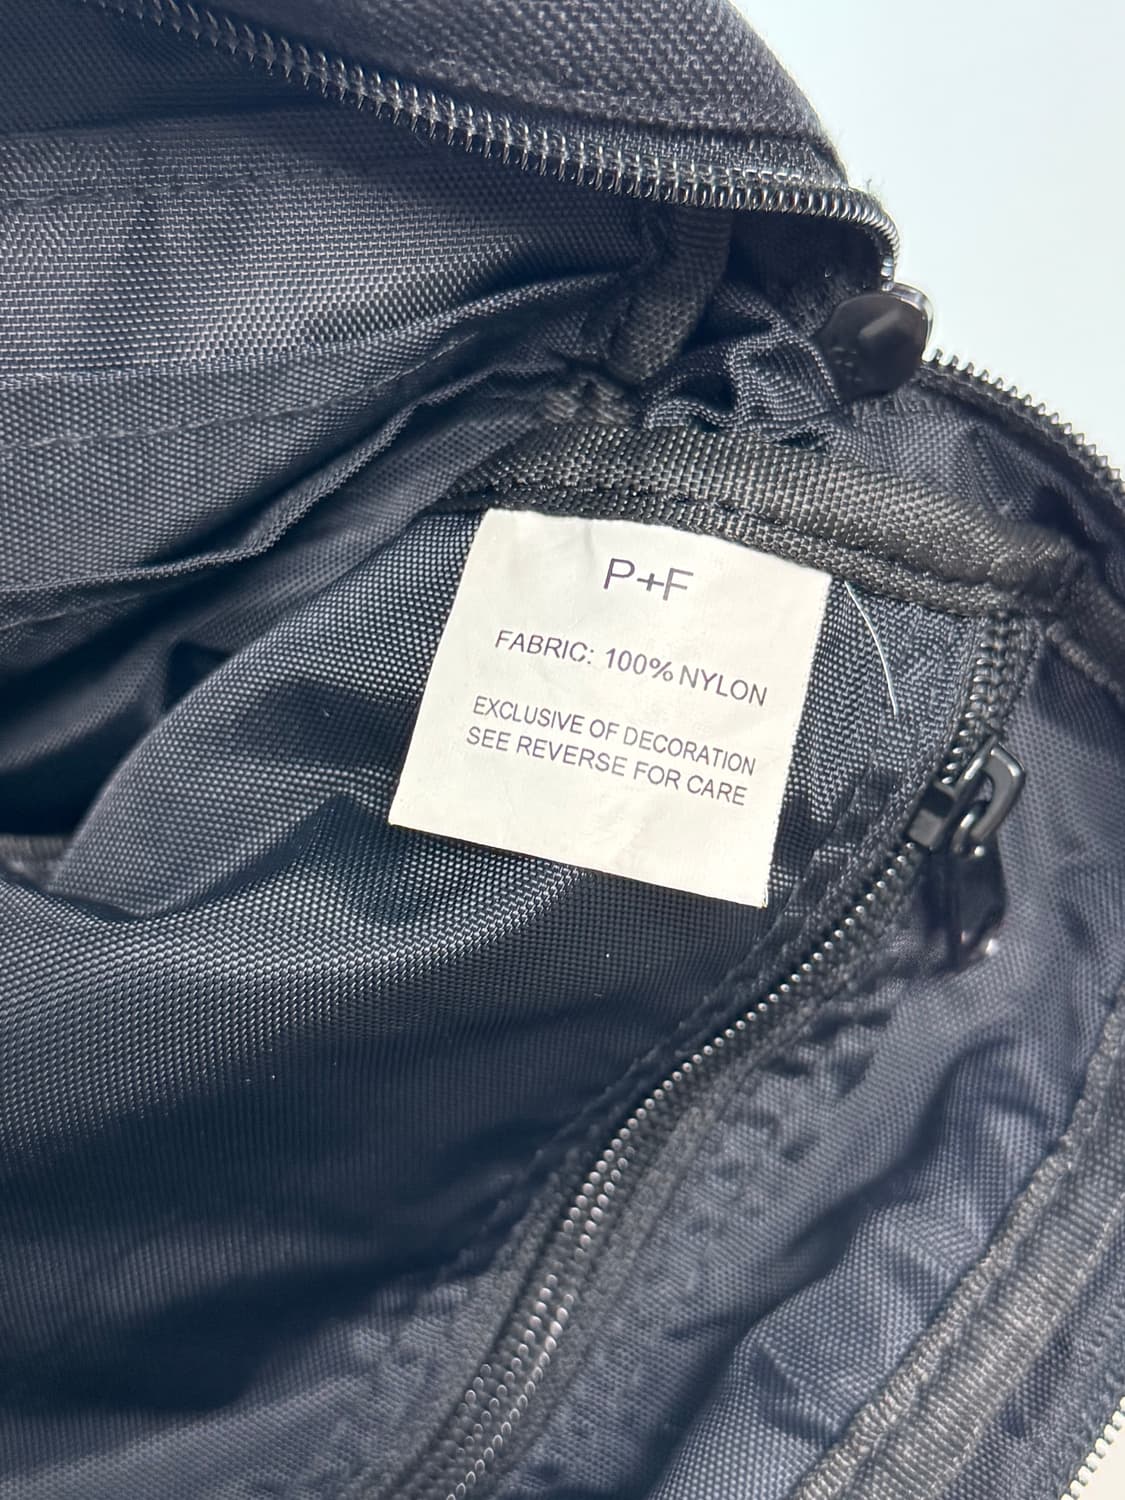 P+F
FABRIC: 100% NYLON
EXCLUSIVE OF DECORATION
SEE REVERSE FOR CARE